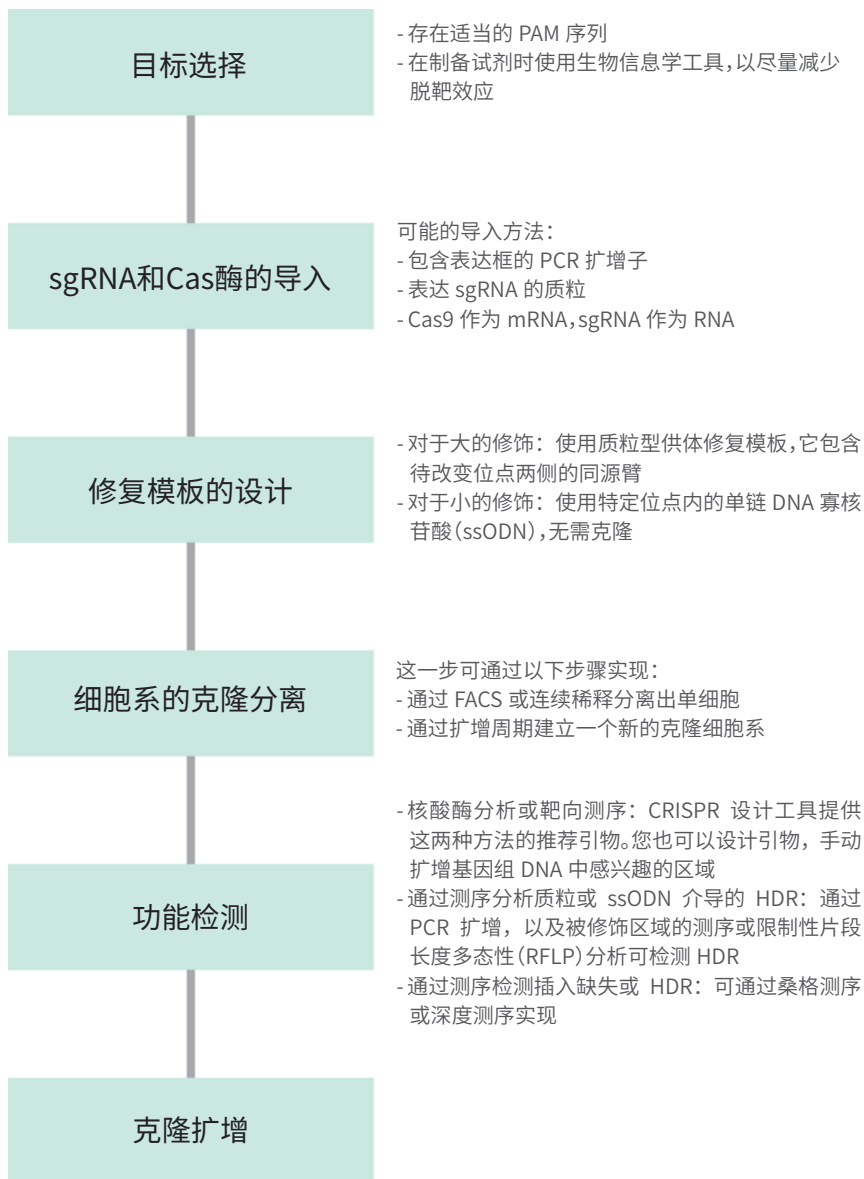 目标选择
- 存在适当的 PAM 序列
- 在制备试剂时使用生物信息学工具,以尽量减少
脱靶效应
sgRNA和Cas酶的导入
可能的导入方法：
- 包含表达框的 PCR 扩增子
- 表达 sgRNA 的质粒
- Cas9 作为 mRNA,sgRNA 作为 RNA
修复模板的设计
- 对于大的修饰：使用质粒型供体修复模板,它包含
待改变位点两侧的同源臂
- 对于小的修饰：使用特定位点内的单链 DNA 寡核
苷酸(ssODN),无需克隆
细胞系的克隆分离
这一步可通过以下步骤实现：
- 通过 FACS 或连续稀释分离出单细胞
- 通过扩增周期建立一个新的克隆细胞系
功能检测
- 核酸酶分析或靶向测序：CRISPR 设计工具提供
这两种方法的推荐引物。您也可以设计引物，手动
扩增基因组 DNA 中感兴趣的区域
- 通过测序分析质粒或 ssODN 介导的 HDR：通过
PCR 扩增，以及被修饰区域的测序或限制性片段
长度多态性(RFLP)分析可检测 HDR
- 通过测序检测插入缺失或 HDR：可通过桑格测序
或深度测序实现
克隆扩增